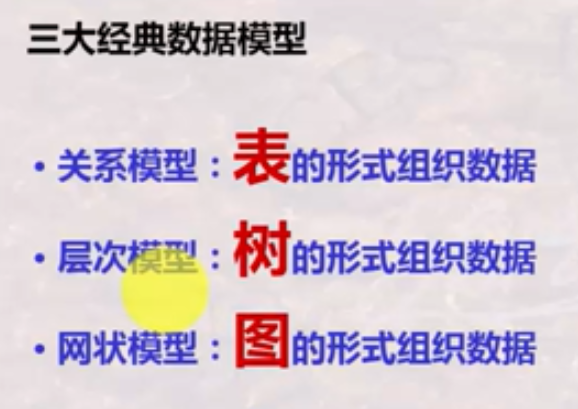 三大经典数据模型
• 关系模型：表的形式组织数据
• 层次模型：树的形式组织数据
• 网状模型：图的形式组织数据